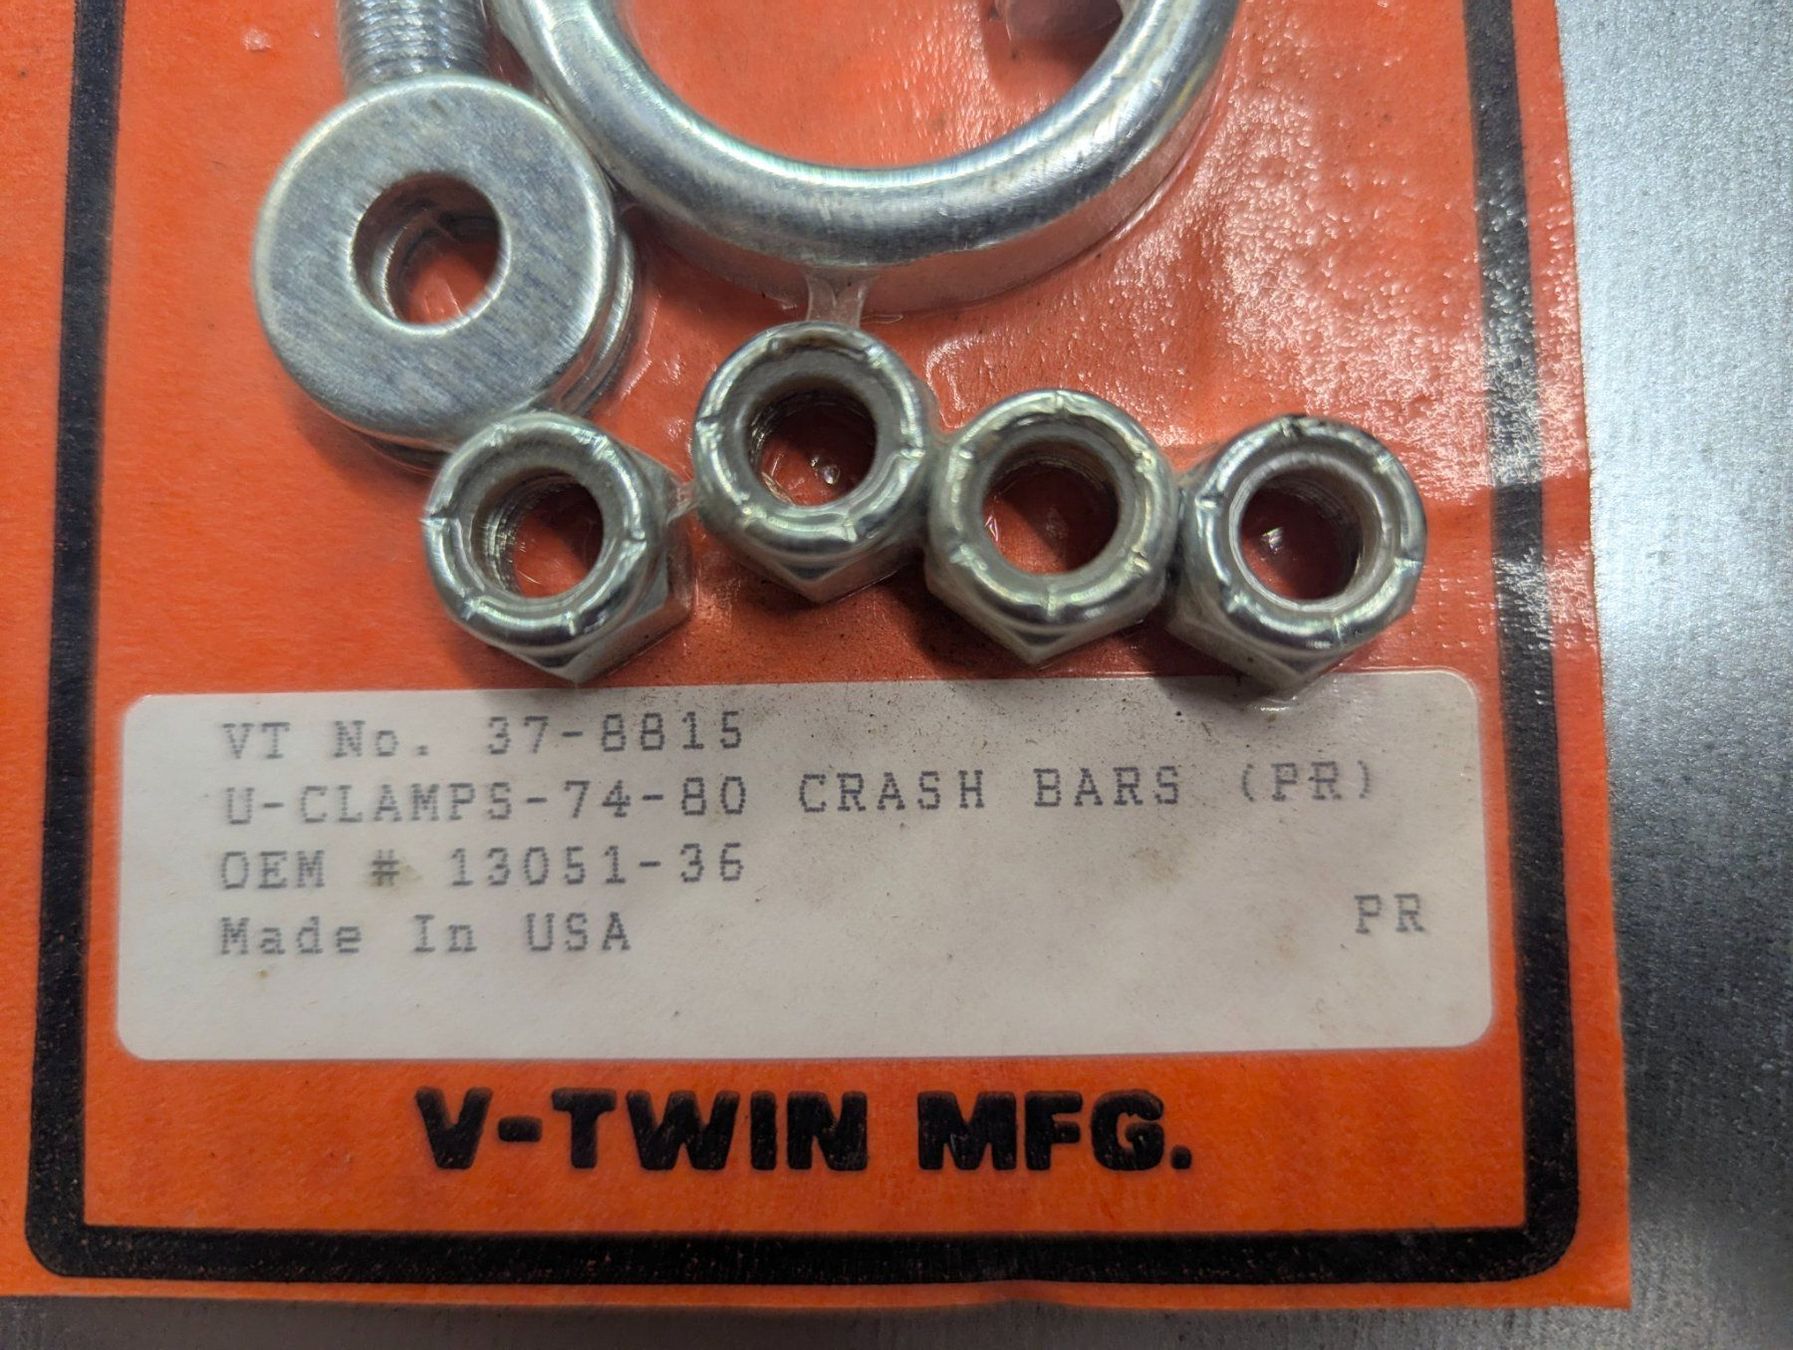 VT No. 37-8815
U-CLAMPS-74-80 CRASH BARS (PR)
OEM # 13051-36
Made In USA PR
V-TWIN MFG.